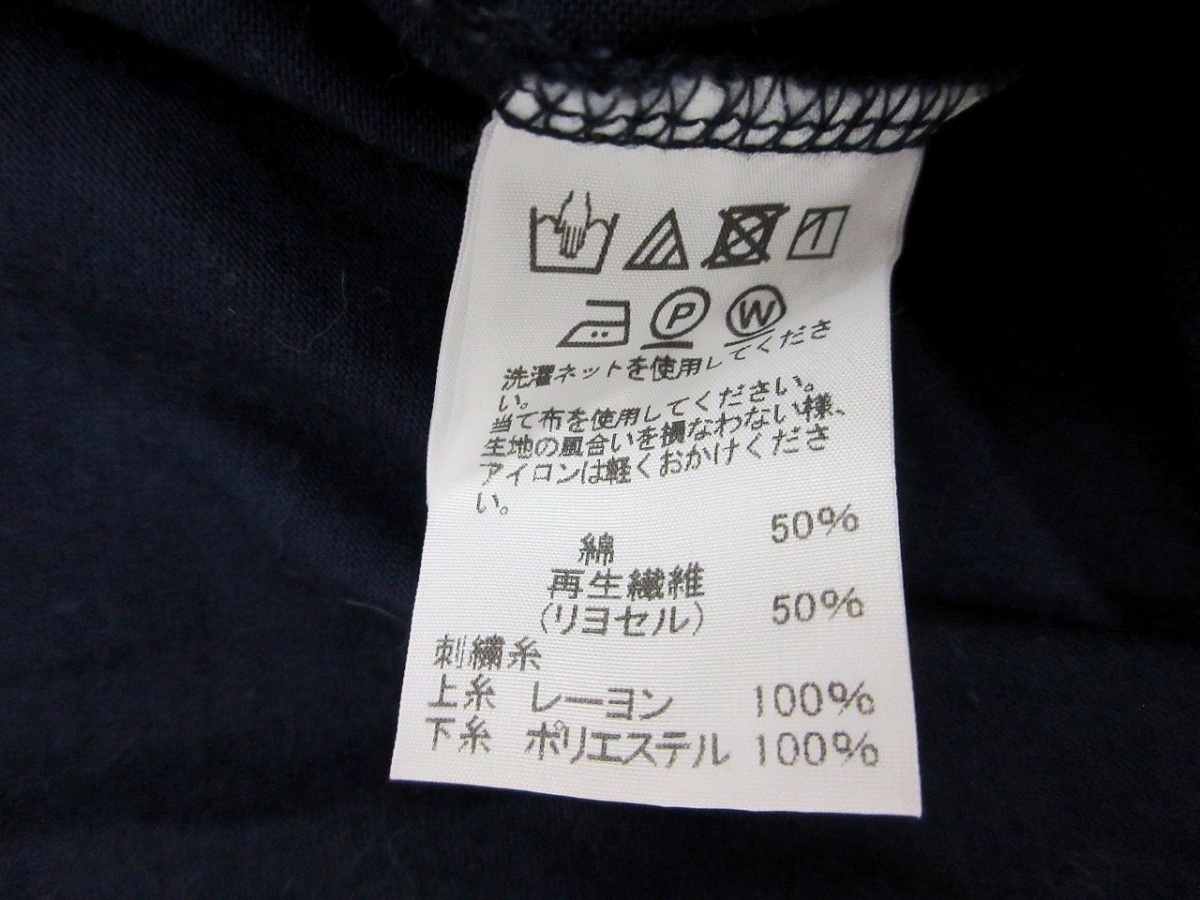 P W
洗濯ネットを使用してくださ
い。
当て布を使用してください。
生地の風合いを損なわない様、
アイロンは軽くおかけくださ
い。
綿 50%
再生繊維
(リヨセル) 50%
刺繍糸
上糸 レーヨン 100%
下糸 ポリエステル 100%